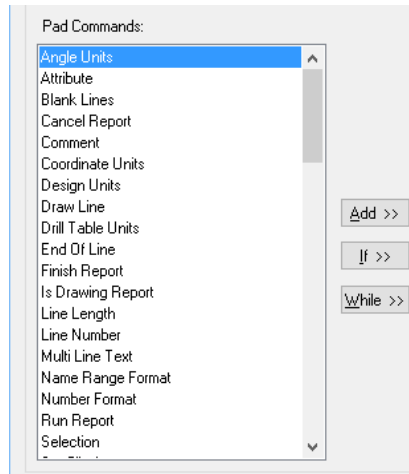 Pad Commands:
Angle Units
Attribute
Blank Lines
Cancel Report
Comment
Coordinate Units
Design Units
Draw Line
Drill Table Units
End Of Line
Finish Report
Is Drawing Report
Line Length
Line Number
Multi Line Text
Name Range Format
Number Format
Run Report
Selection
Add >>
If >>
While >>